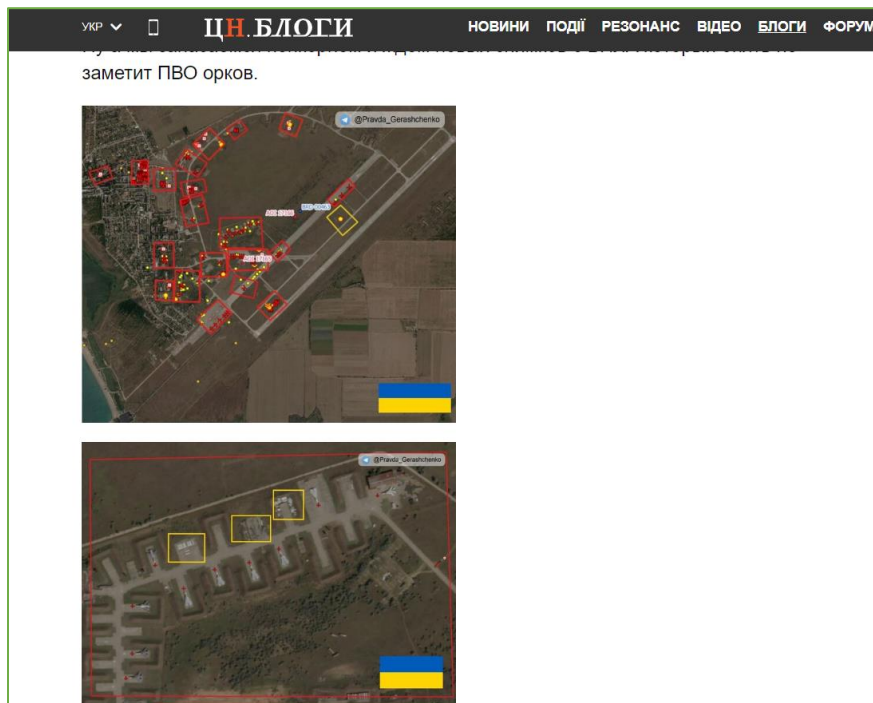 УКР
ЦН.БЛОГИ
НОВИНИ ПОДІЇ РЕЗОНАНС ВІДЕО БЛОГИ ФОРУМ
заметит ПВО орков.
@Pravda_Gerashchenko
@Pravda_Gerashchenko